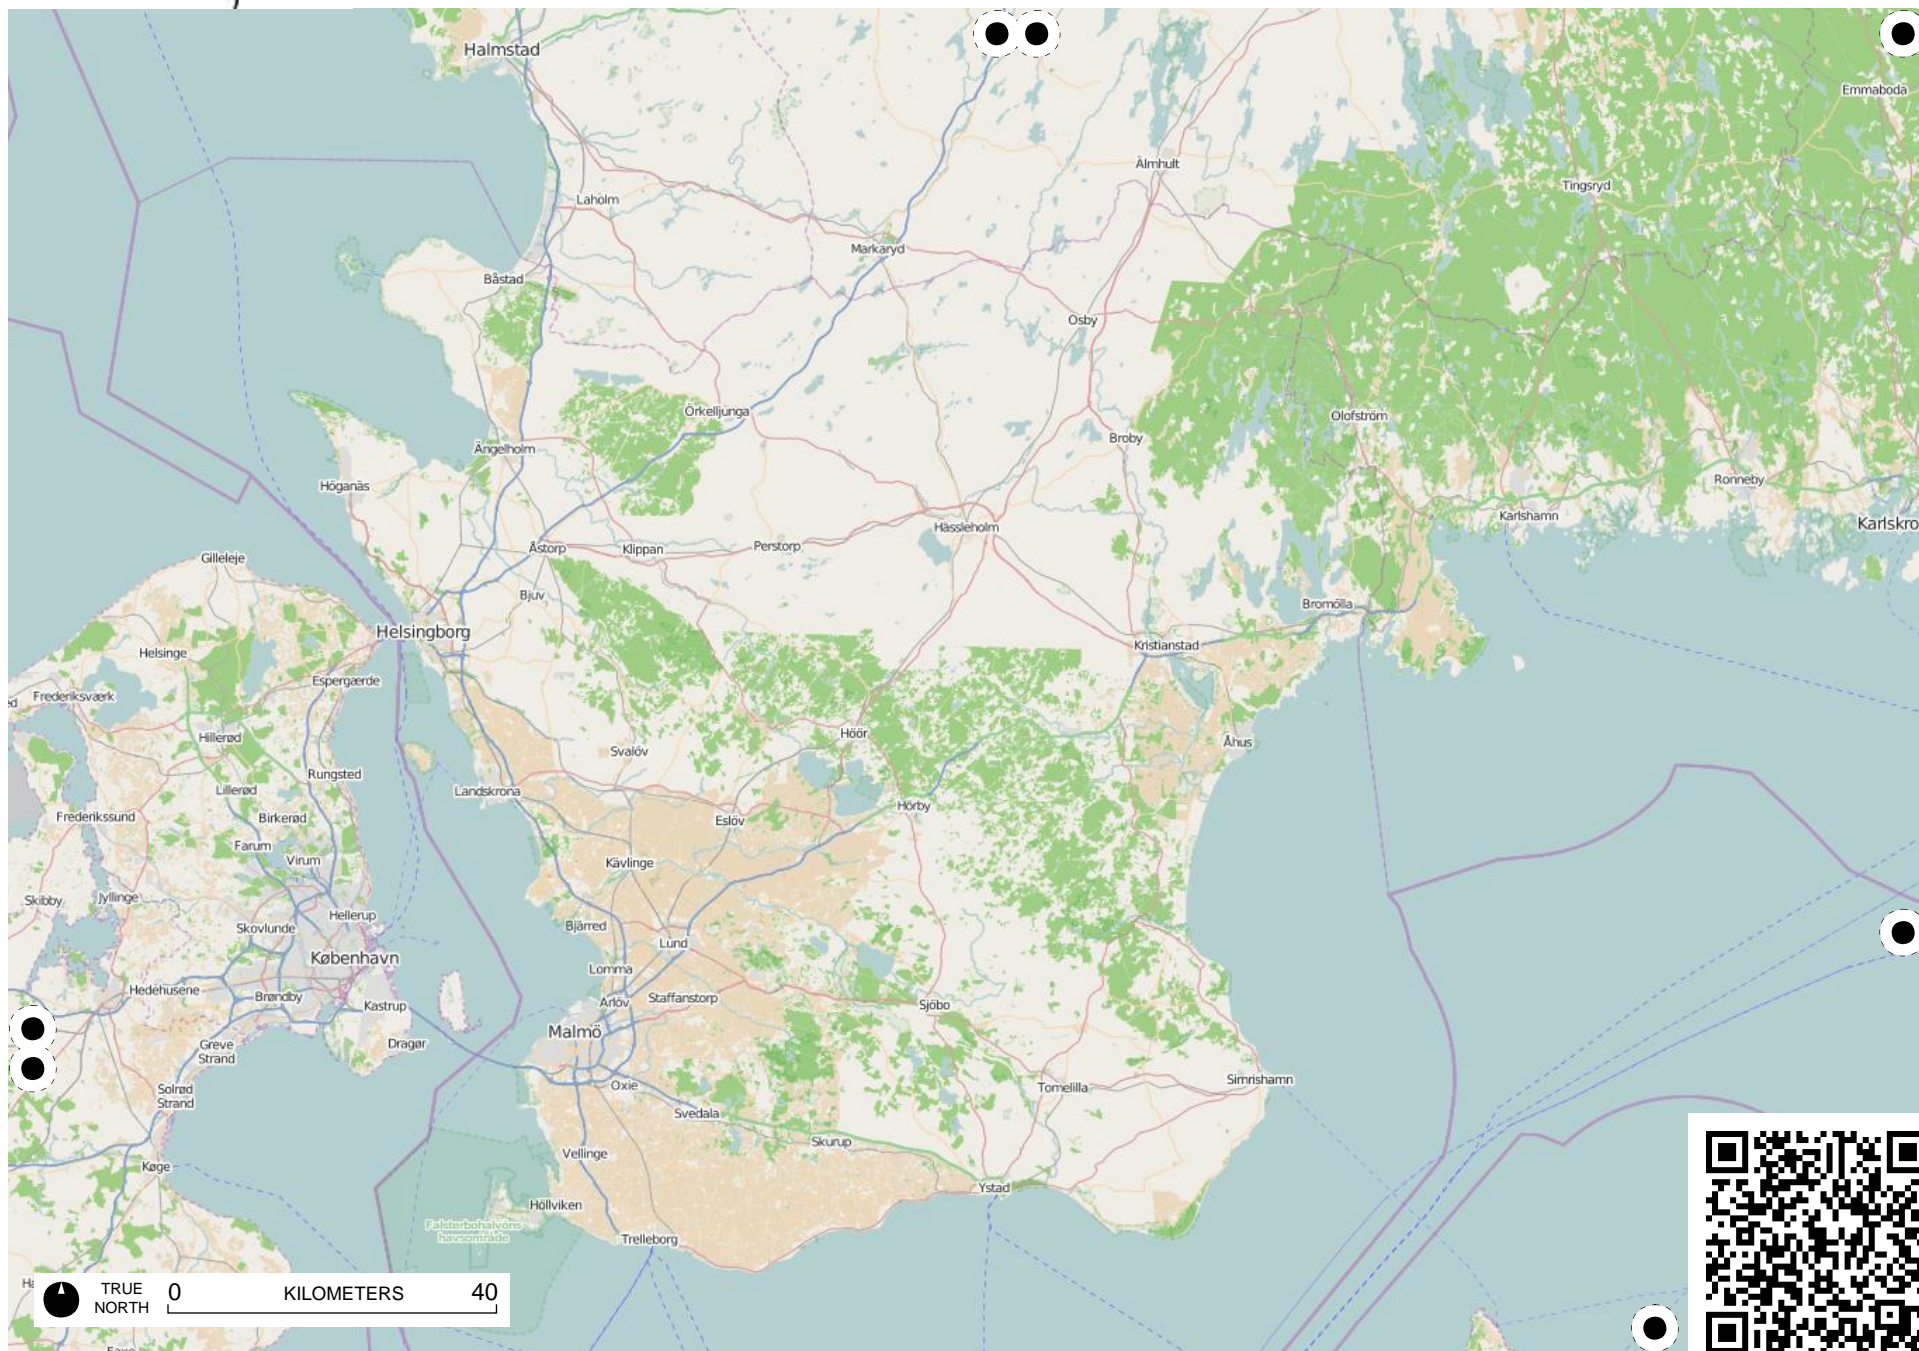 Halmstad
Emmaboda
Älmhult
Tingsryd
Laholm
Markaryd
Båstad
Osby
Örkelljunga
Olofström
Broby
Ängelholm
Ronneby
Höganäs
Karlshamn
Karlskro
Hässleholm
Åstorp
Klippan
Perstorp
Gilleleje
Bjuv
Bromölla
Helsingborg
Kristianstad
Helsinge
Espergærde
Frederiksværk
ed
Hillerød
Höör
Åhus
Svalöv
Rungsted
Lillerød
Landskrona
Hörby
Frederikssund
Birkerød
Eslöv
Farum
Virum
Kävlinge
Skibby
Jyllinge
Hellerup
Skovlunde
Bjärred
Lund
København
Lomma
Hedehusene
Brøndby
Kastrup
Arlöv
Staffanstorp
Sjöbo
Malmö
Greve
Strand
Dragør
Solrød
Strand
Oxie
Tomelilla
Simrishamn
Svedala
Skurup
Vellinge
Køge
Ystad
Höllviken
Falsterbohalvöns
havsområde
Trelleborg
Ha
TRUE
NORTH
0 KILOMETERS 40